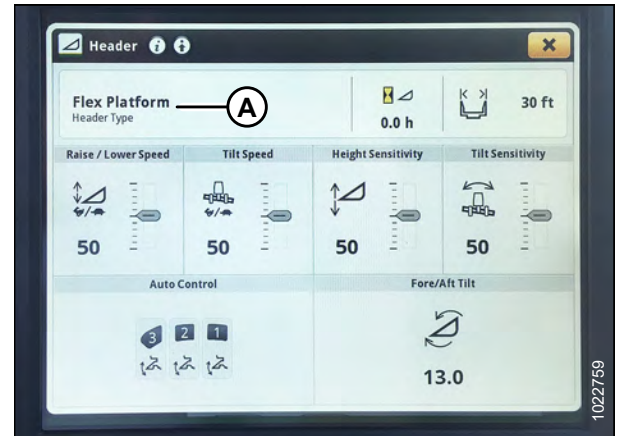 Header i
Flex Platform
Header Type
A
0.0 h
30 ft
Raise / Lower Speed
Tilt Speed
Height Sensitivity
Tilt Sensitivity
50
50
50
50
Auto Control
Fore/Aft Tilt
3 2 1
13.0
1022759